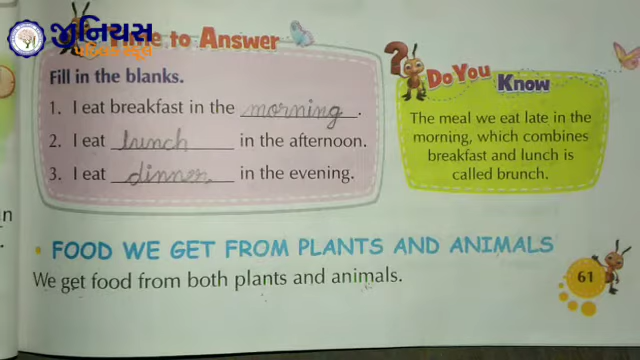 જીનિયસ
પબ્લિક સ્કૂલ
Time to Answer
Fill in the blanks.
1. I eat breakfast in the morning.
2. I eat lunch in the afternoon.
3. I eat dinner in the evening.
? Do You Know
The meal we eat late in the
morning, which combines
breakfast and lunch is
called brunch.
• FOOD WE GET FROM PLANTS AND ANIMALS
We get food from both plants and animals.
61